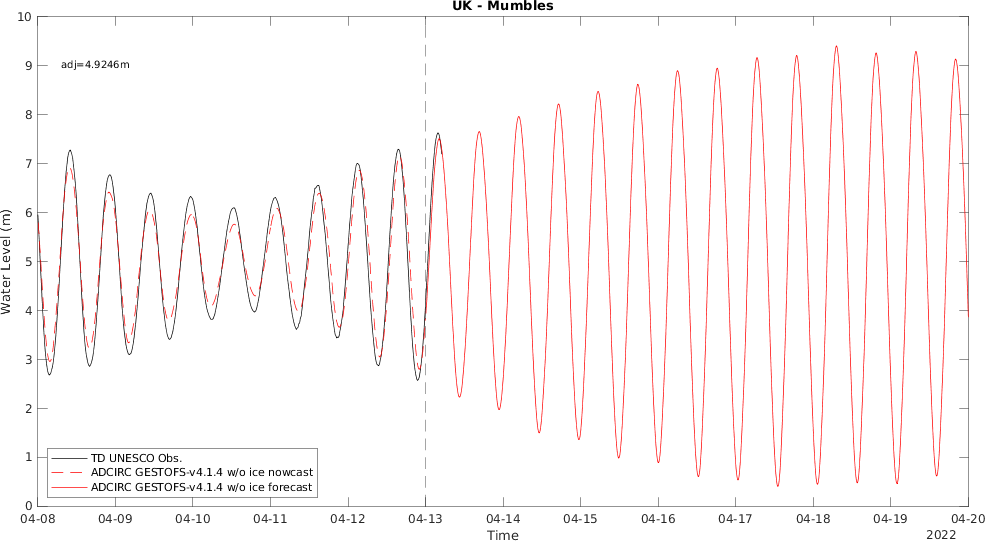 UK - Mumbles
adj=4.9246m
Water Level (m)
10
9
8
7
6
5
4
3
2
1
0
TD UNESCO Obs.
ADCIRC GESTOFS-v4.1.4 w/o ice nowcast
ADCIRC GESTOFS-v4.1.4 w/o ice forecast
04-08 04-09 04-10 04-11 04-12 04-13 04-14 04-15 04-16 04-17 04-18 04-19 04-20
Time
2022